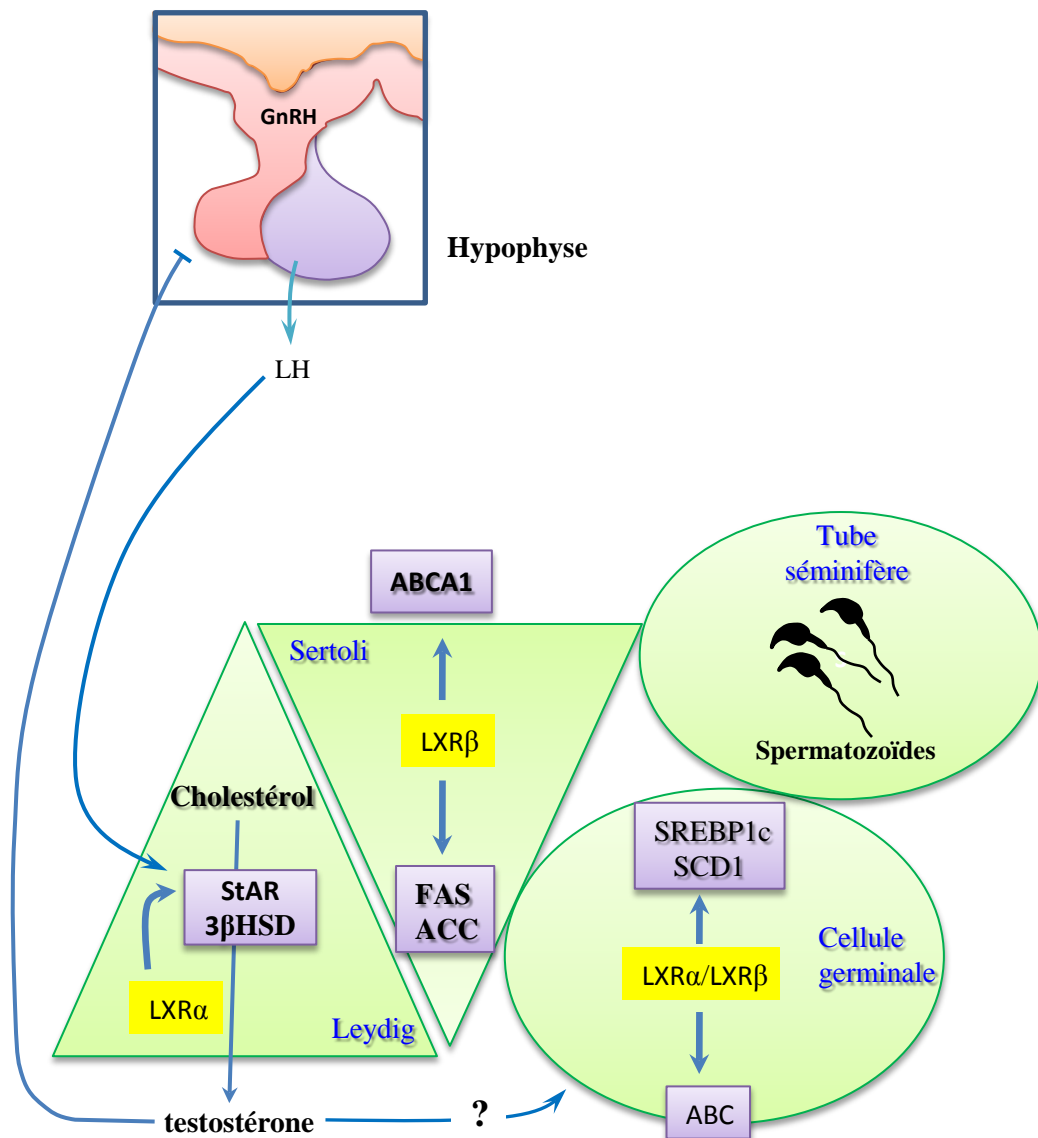 GnRH
Hypophyse
LH
Tube
séminifère
Spermatozoïdes
ABCA1
Sertoli
LXRβ
FAS
ACC
Cholestérol
StAR
3βHSD
LXRα
Leydig
SREBP1c
SCD1
LXRα/LXRβ
Cellule
germinale
ABC
testostérone
?